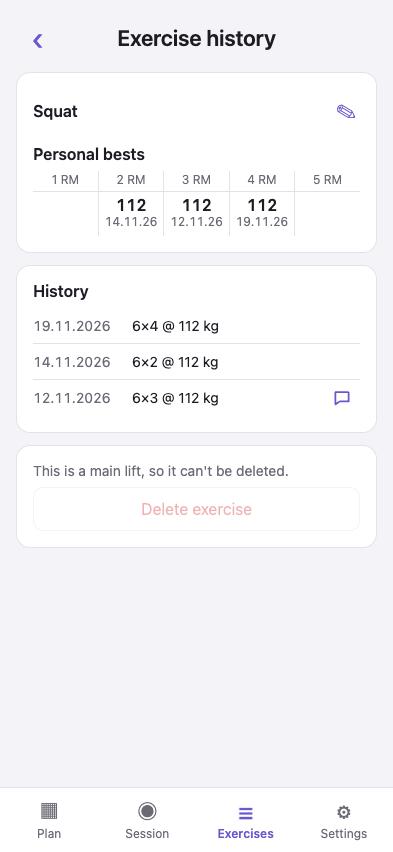 Exercise history
Squat
Personal bests
1 RM 2 RM 3 RM 4 RM 5 RM
112 112 112
14.11.26 12.11.26 19.11.26
History
19.11.2026 6×4 @ 112 kg
14.11.2026 6×2 @ 112 kg
12.11.2026 6×3 @ 112 kg
This is a main lift, so it can't be deleted.
Delete exercise
Plan Session Exercises Settings